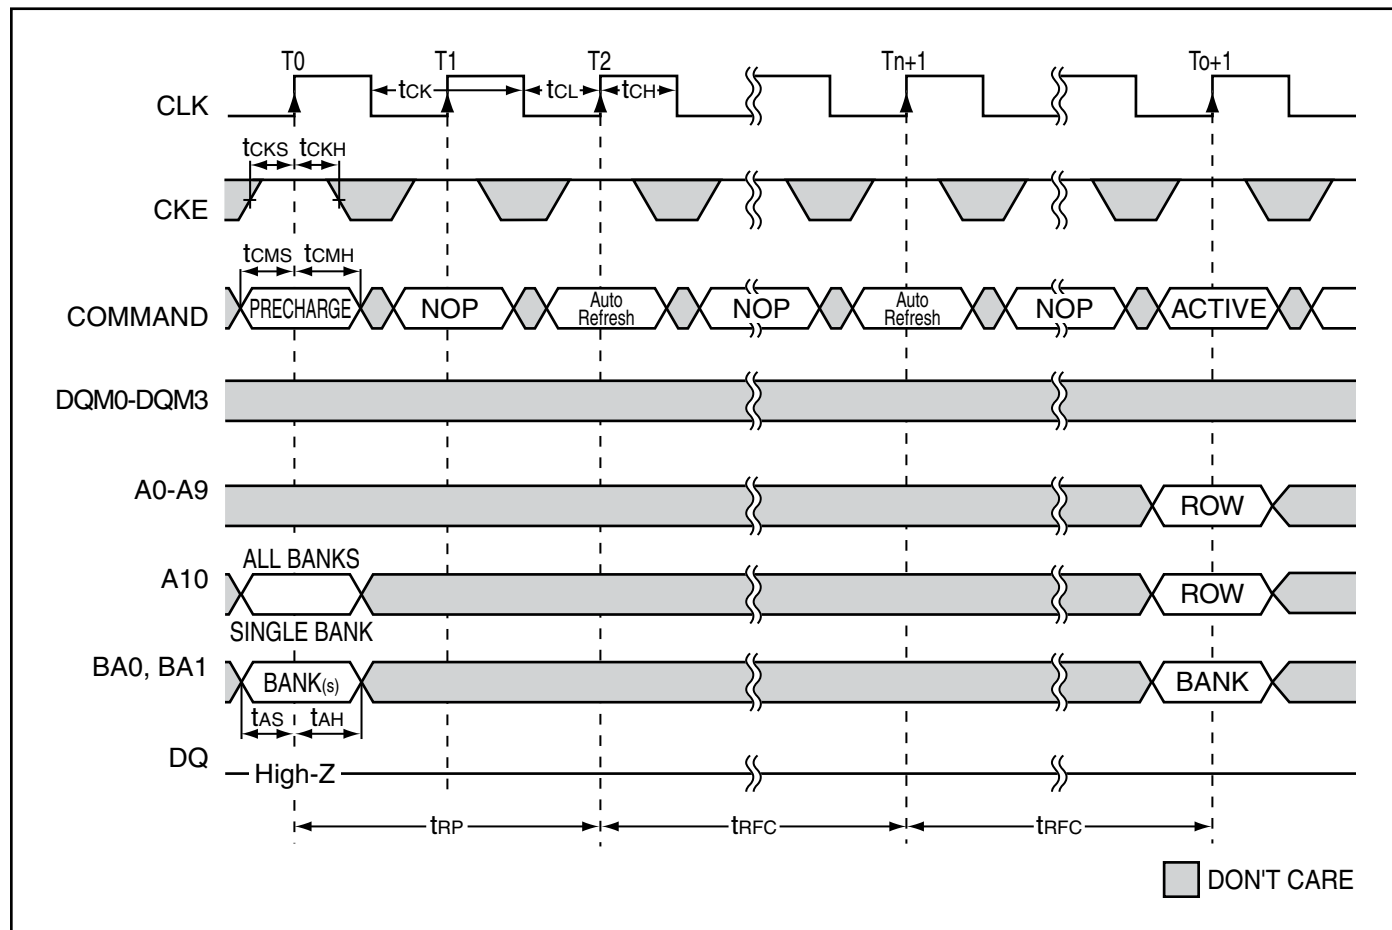 T0 T1 T2 Tn+1 To+1
CLK tCK tCL tCH
tCKS tCKH
CKE
tCMS tCMH
COMMAND PRECHARGE NOP Auto Refresh NOP Auto Refresh NOP ACTIVE
DQM0-DQM3
A0-A9 ROW
ALL BANKS
A10 ROW
SINGLE BANK
BA0, BA1 BANK(s) BANK
tAS tAH
DQ
High-Z
tRP tRFC tRFC
DON'T CARE